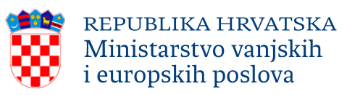 REPUBLIKA HRVATSKA
Ministarstvo vanjskih
i europskih poslova